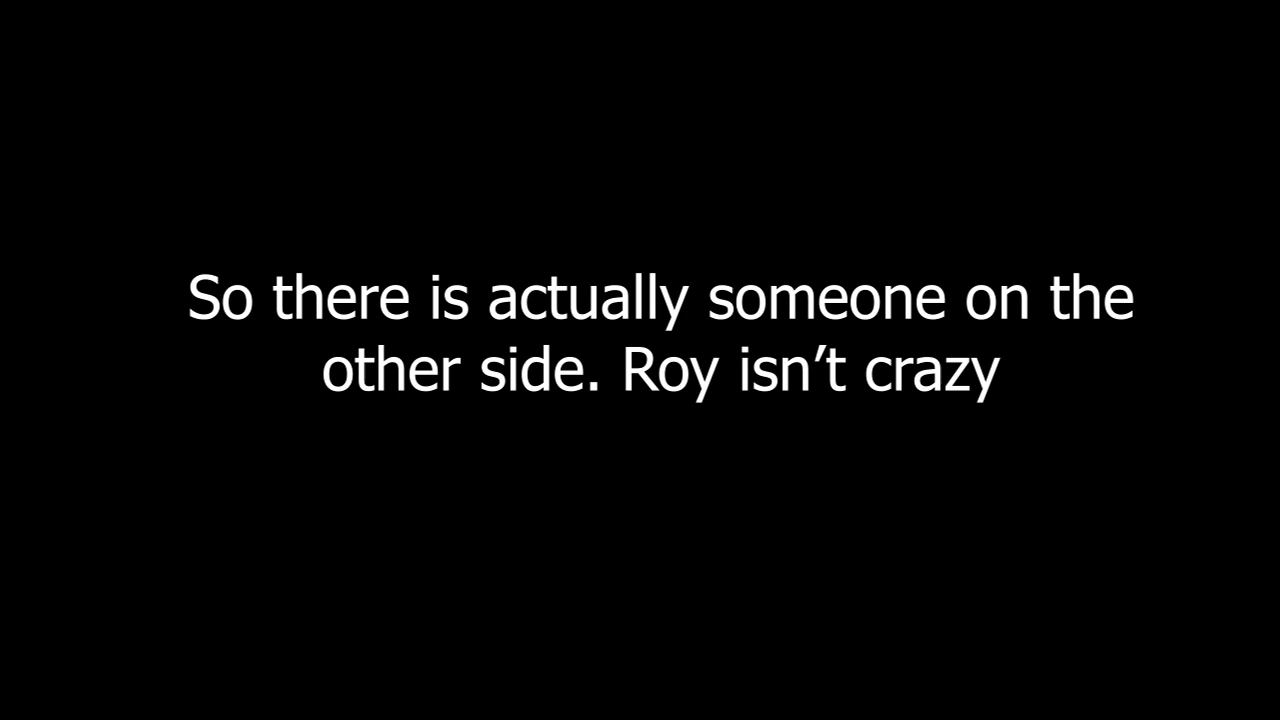 So there is actually someone on the
other side. Roy isn’t crazy